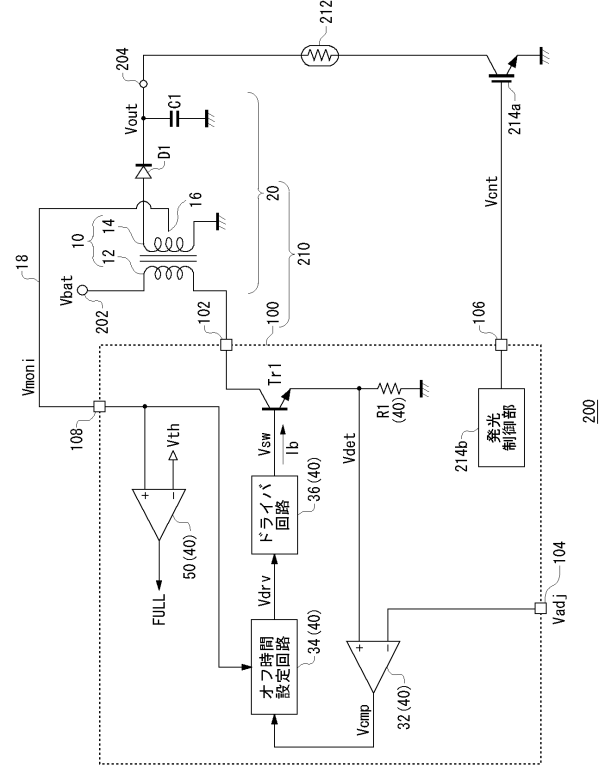 200
210
20
10
12
14
16
18
Vbat
202
Vmoni
D1
Vout
204
C1
212
214a
Vcnt
100
102
106
108
104
Vadj
Vth
50(40)
FULL
オフ時間
設定回路
34(40)
Vdrv
ドライバ
回路
36(40)
Vsw
Ib
Tr1
Vdet
R1
(40)
32(40)
Vcmp
発光
制御部
214b
+
−
+
−